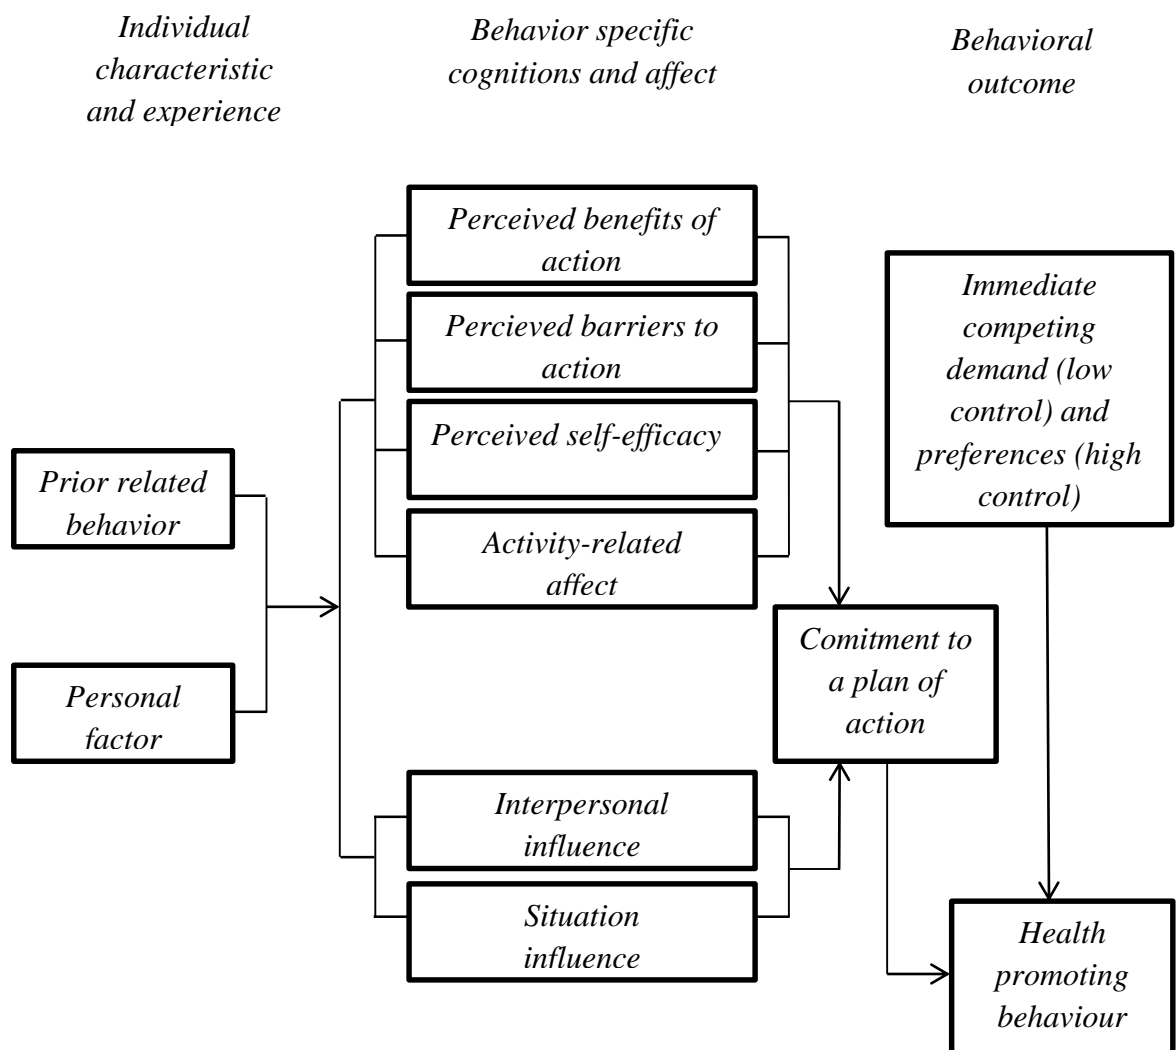 Individual
characteristic
and experience
Behavior specific
cognitions and affect
Behavioral
outcome
Perceived benefits of
action
Percieved barriers to
action
Perceived self-efficacy
Activity-related
affect
Immediate
competing
demand (low
control) and
preferences (high
control)
Prior related
behavior
Personal
factor
Comitment to
a plan of
action
Interpersonal
influence
Situation
influence
Health
promoting
behaviour